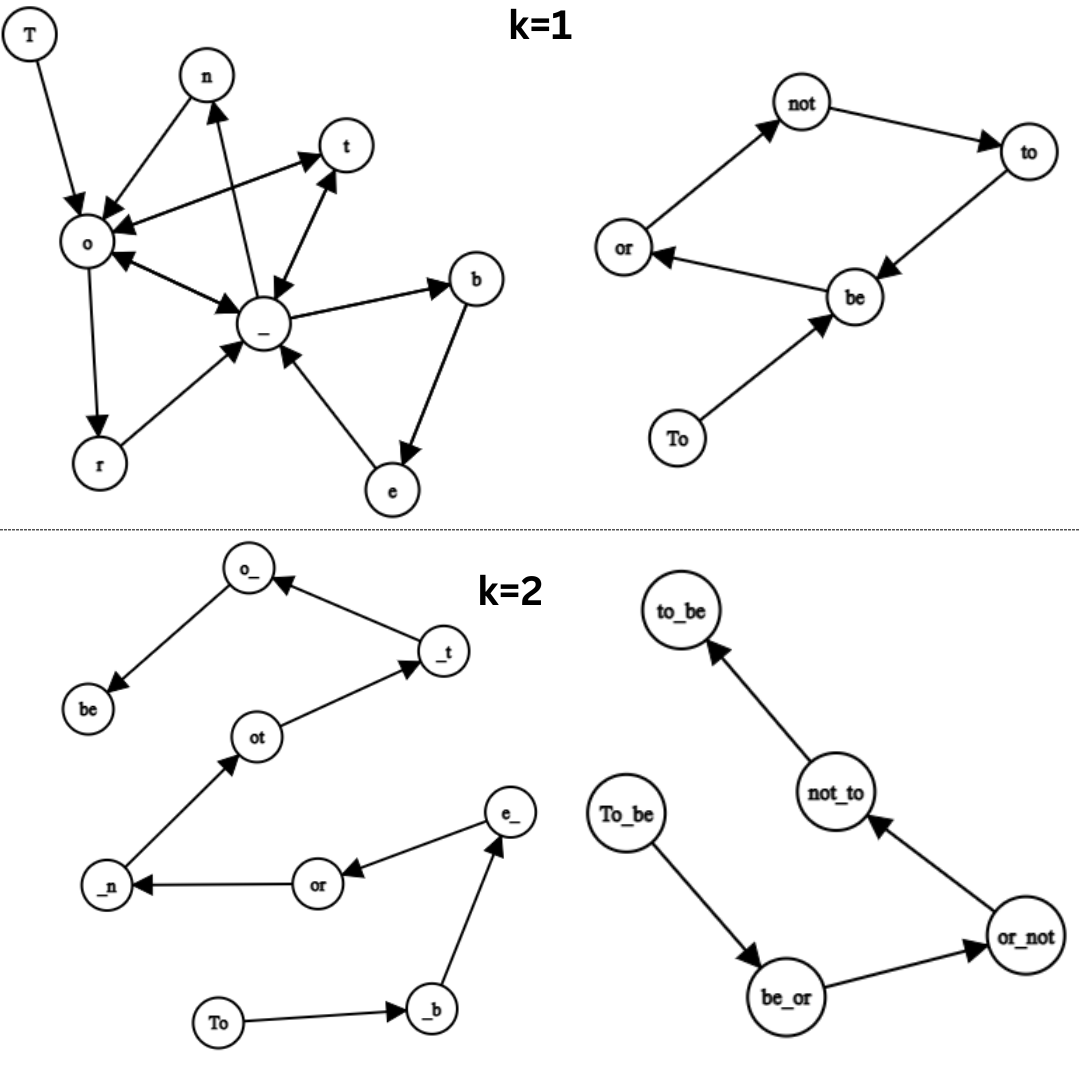 k=1
T
n
t
o
b
_
r
e
not
to
or
be
To
k=2
o_
_t
be
ot
e_
_n
or
To
_b
to_be
not_to
To_be
or_not
be_or